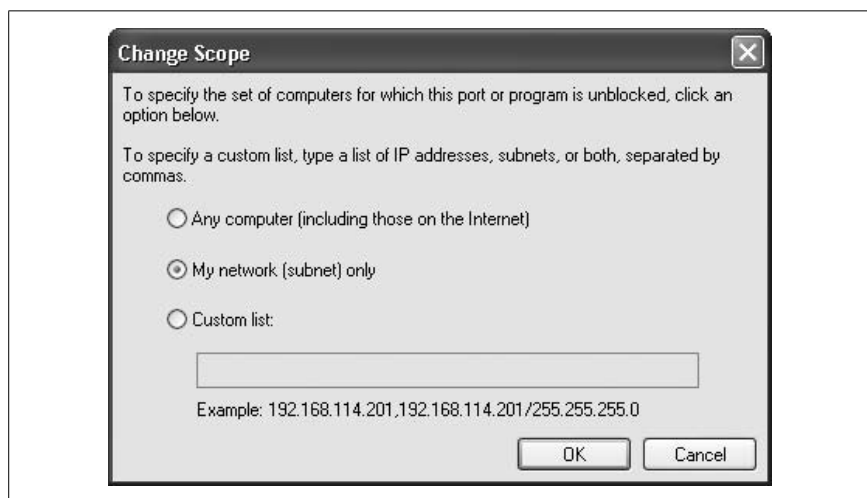 Change Scope
To specify the set of computers for which this port or program is unblocked, click an
option below.
To specify a custom list, type a list of IP addresses, subnets, or both, separated by
commas.
Any computer (including those on the Internet)
My network (subnet) only
Custom list:
Example: 192.168.114.201,192.168.114.201/255.255.255.0
OK
Cancel